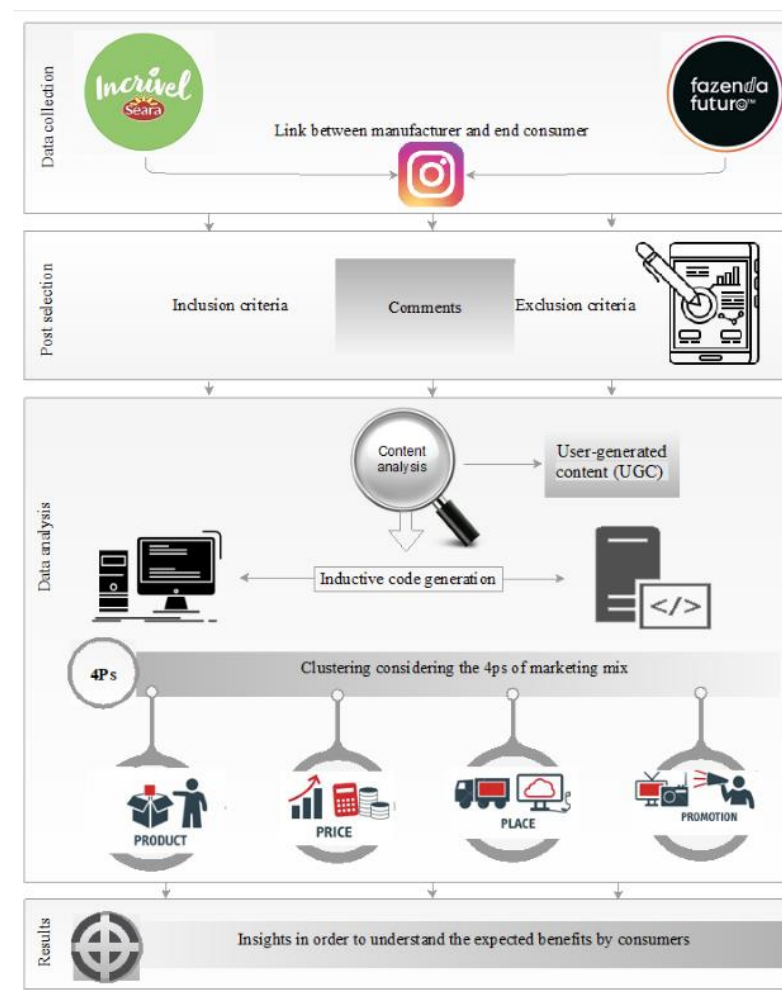 Data collection
Incrível
Seara
fazenda
futuro™
Link between manufacturer and end consumer
Post selection
Inclusion criteria
Comments
Exclusion criteria
Data analysis
Content
analysis
User-generated
content (UGC)
Inductive code generation
</>
4Ps
Clustering considering the 4ps of marketing mix
PRODUCT
PRICE
PLACE
PROMOTION
Results
Insights in order to understand the expected benefits by consumers